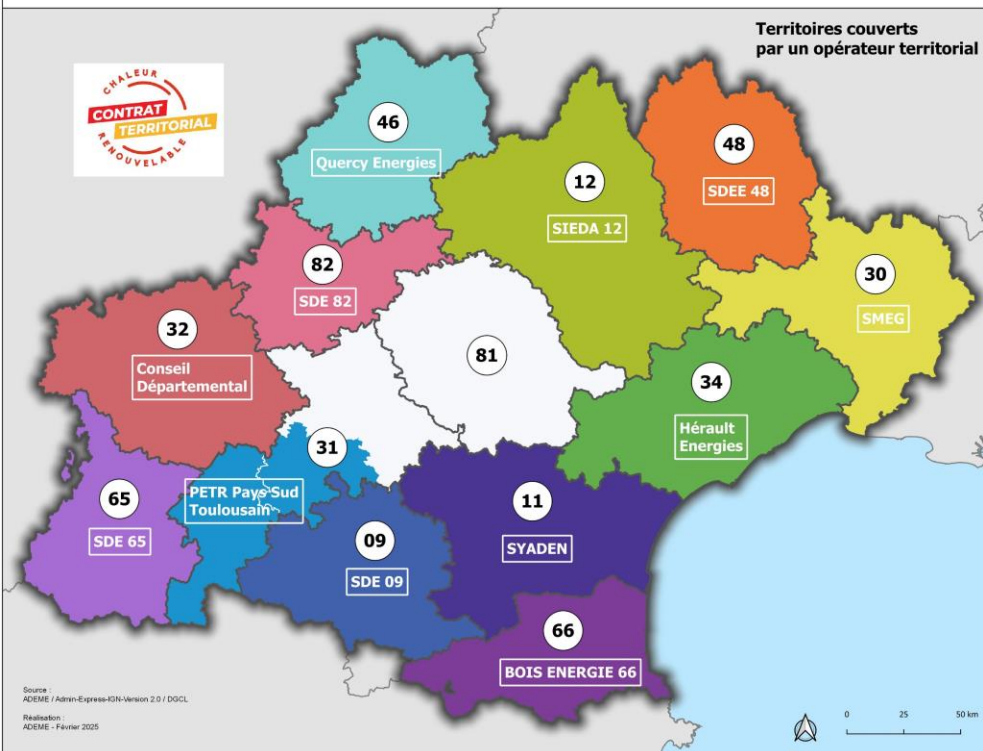 Territoires couverts
par un opérateur territorial
CHALEUR
CONTRAT
TERRITORIAL
RENOUVELABLE
46
Quercy Energies
48
SDEE 48
12
SIEDA 12
82
SDE 82
30
SMEG
32
Conseil
Départemental
81
34
Hérault
Energies
31
PETR Pays Sud
Toulousain
65
SDE 65
11
SYADEN
09
SDE 09
66
BOIS ENERGIE 66
Source :
ADEME / Admin-Express-IGN-Version 2.0 / DGCL
Réalisation :
ADEME - Février 2025
0 25 50 km